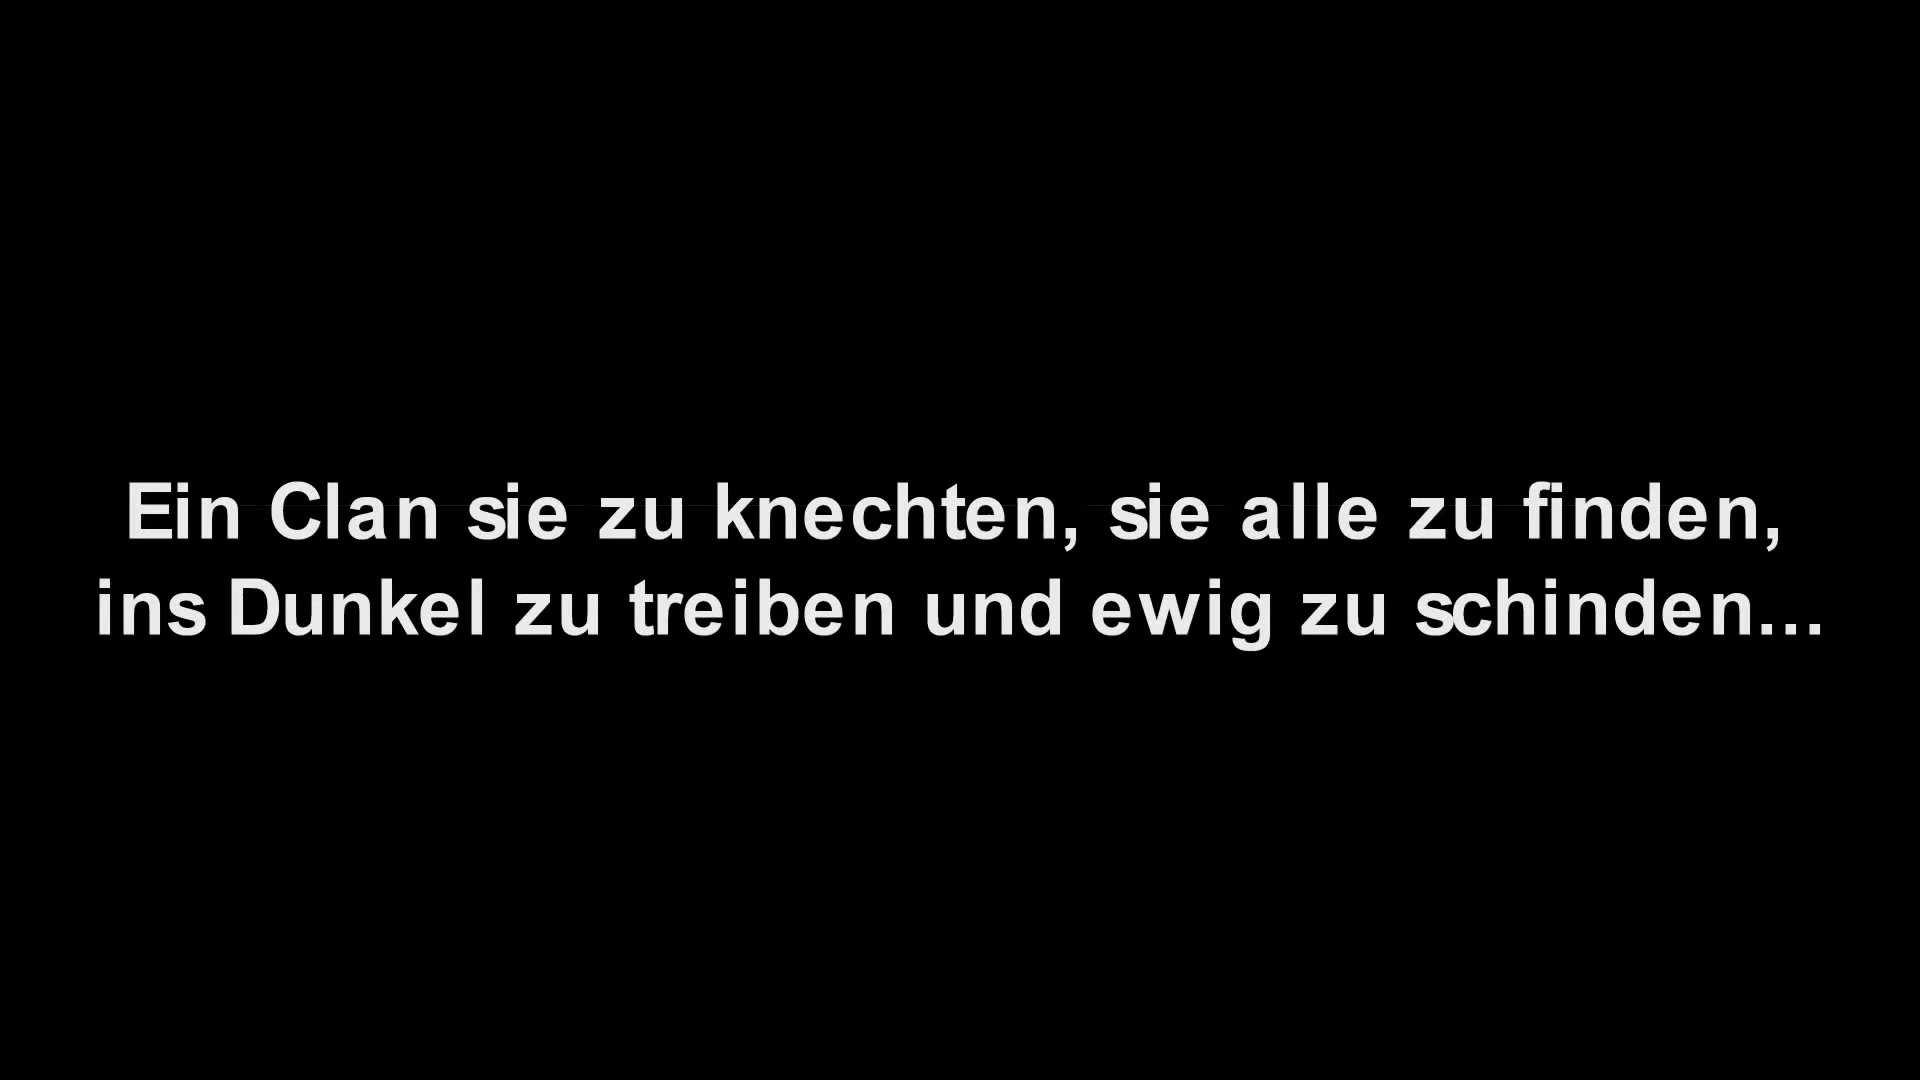 Ein Clan sie zu knechten, sie alle zu finden,
ins Dunkel zu treiben und ewig zu schinden...